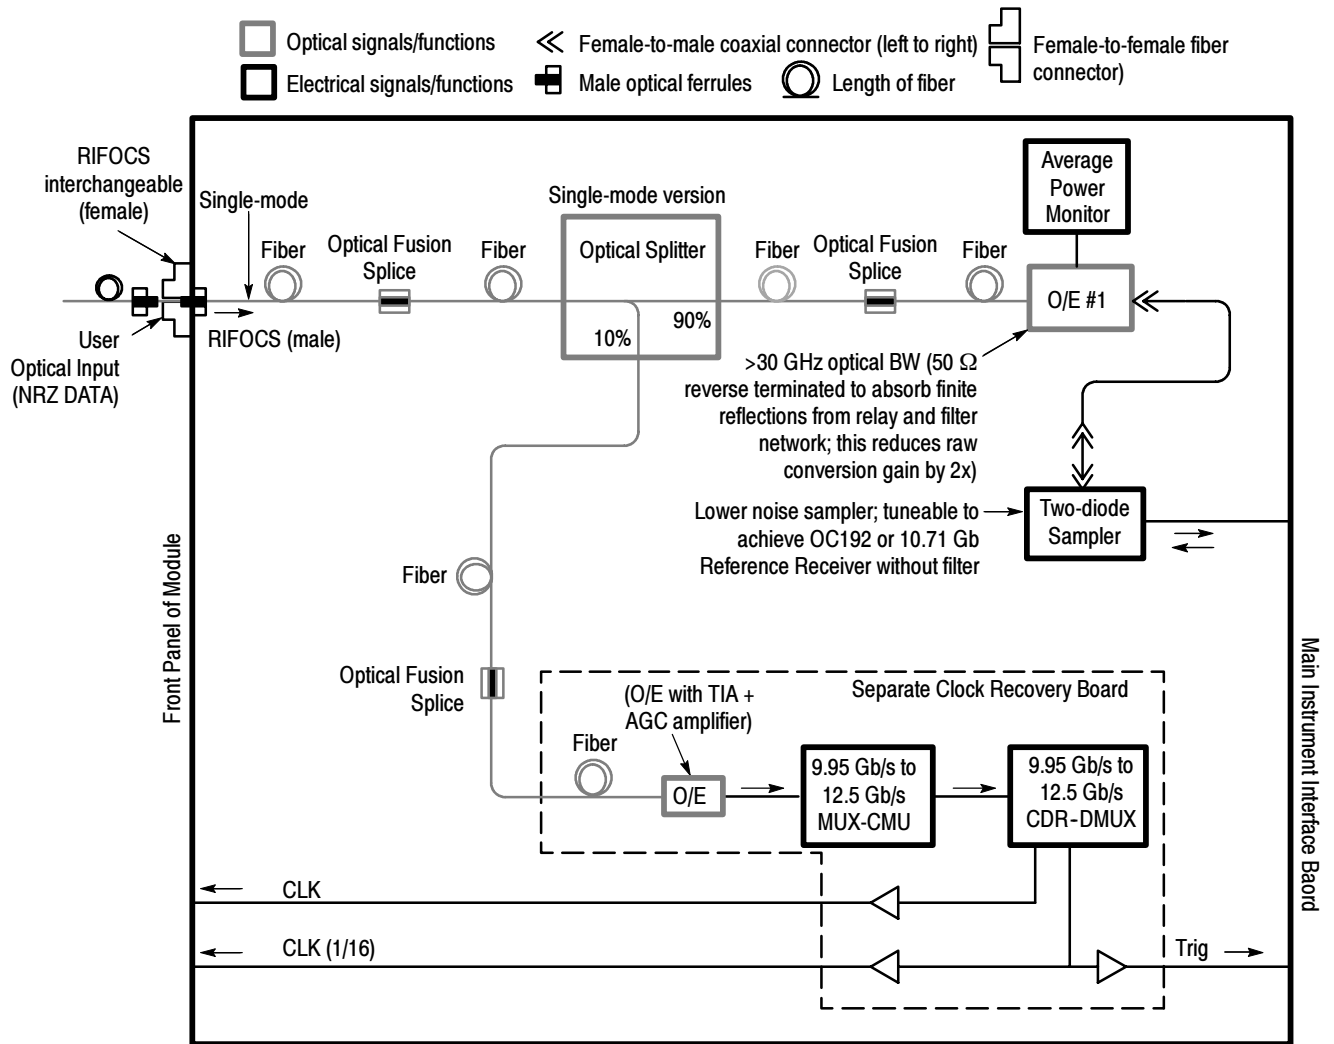 Optical signals/functions
Female-to-male coaxial connector (left to right)
Female-to-female fiber
connector)
Electrical signals/functions
Male optical ferrules
Length of fiber
RIFOCS
interchangeable
(female)
Single-mode
Fiber
Optical Fusion
Splice
Fiber
Single-mode version
Optical Splitter
10%
90%
Fiber
Optical Fusion
Splice
Fiber
Average
Power
Monitor
O/E #1
RIFOCS (male)
User
Optical Input
(NRZ DATA)
>30 GHz optical BW (50 Ω
reverse terminated to absorb finite
reflections from relay and filter
network; this reduces raw
conversion gain by 2x)
Lower noise sampler; tuneable to
achieve OC192 or 10.71 Gb
Reference Receiver without filter
Two-diode
Sampler
Front Panel of Module
Fiber
Optical Fusion
Splice
Main Instrument Interface Baord
Separate Clock Recovery Board
(O/E with TIA +
AGC amplifier)
Fiber
O/E
9.95 Gb/s to
12.5 Gb/s
MUX-CMU
9.95 Gb/s to
12.5 Gb/s
CDR-DMUX
CLK
CLK (1/16)
Trig